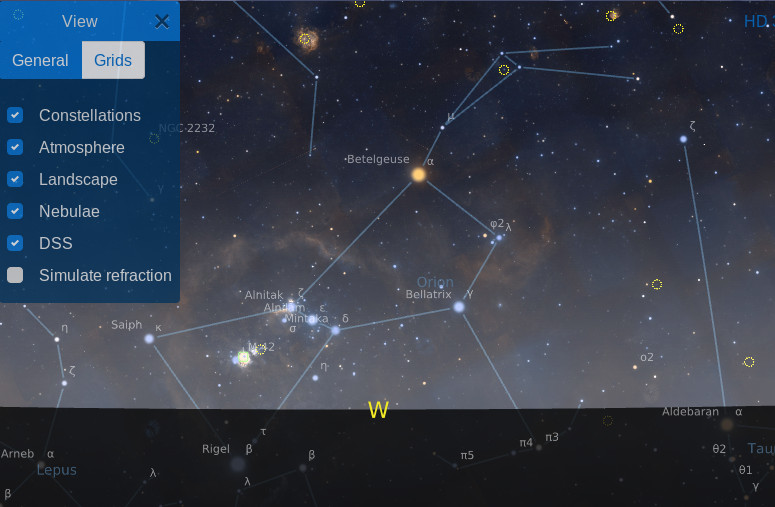 View
General
Grids
Constellations
Atmosphere
Landscape
Nebulae
DSS
Simulate refraction
HD
NGC-2232
γ
μ
ζ
Betelgeuse α
φ2 λ
Orion
Bellatrix γ
Alnitak ζ
Alnilam ε
Mintaka δ
σ
Saiph κ
η
M 42
ζ
η
ο2
W
Aldebaran α
τ
Rigel β
β
π5
π4
π3
θ2
Tau
θ1
γ
Arneb α
Lepus
λ
λ
β